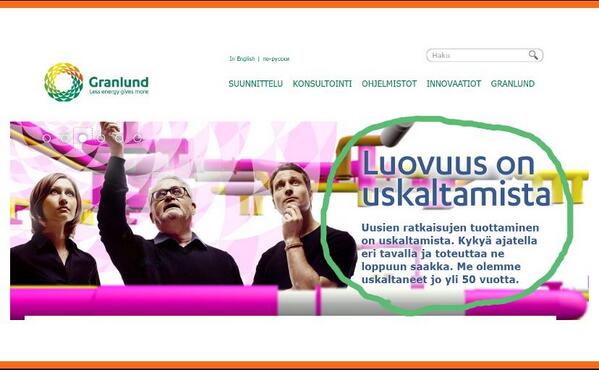 In English | по-русски
Haku
Granlund
Less energy gives more
SUUNNITTELU KONSULTOINTI OHJELMISTOT INNOVAATIOT GRANLUND
Luovuus on
uskaltamista
Uusien ratkaisujen tuottaminen
on uskaltamista. Kykyä ajatella
eri tavalla ja toteuttaa ne
loppuun saakka. Me olemme
uskaltaneet jo yli 50 vuotta.